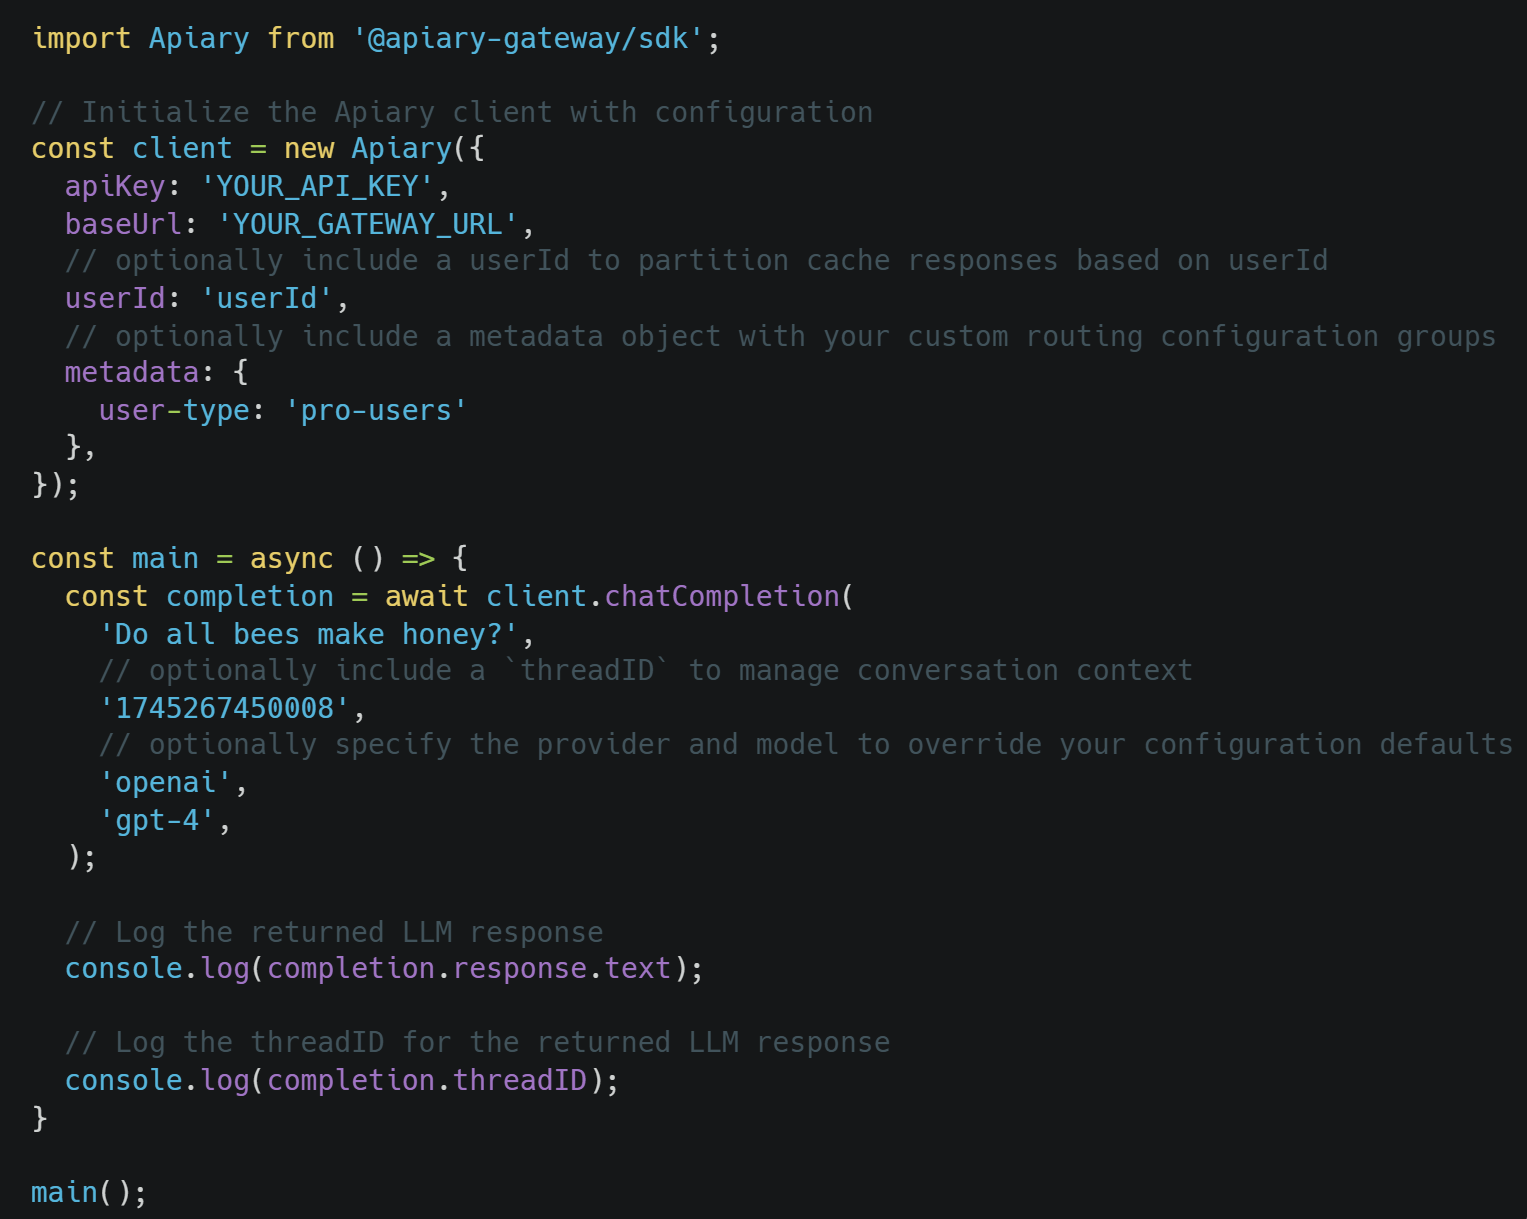 import Apiary from '@apiary-gateway/sdk';

// Initialize the Apiary client with configuration
const client = new Apiary({
  apiKey: 'YOUR_API_KEY',
  baseUrl: 'YOUR_GATEWAY_URL',
  // optionally include a userId to partition cache responses based on userId
  userId: 'userId',
  // optionally include a metadata object with your custom routing configuration groups
  metadata: {
    user-type: 'pro-users'
  },
});

const main = async () => {
  const completion = await client.chatCompletion(
    'Do all bees make honey?',
    // optionally include a `threadID` to manage conversation context
    '1745267450008',
    // optionally specify the provider and model to override your configuration defaults
    'openai',
    'gpt-4',
  );

  // Log the returned LLM response
  console.log(completion.response.text);

  // Log the threadID for the returned LLM response
  console.log(completion.threadID);
}

main();